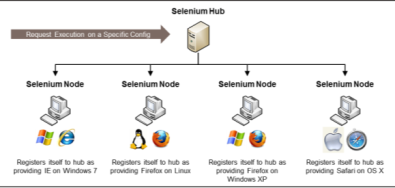 Selenium Hub
Request Execution on a Specific Config
Selenium Node
Selenium Node
Selenium Node
Selenium Node
Registers itself to hub as
providing IE on Windows 7
Registers itself to hub as
providing Firefox on Linux
Registers itself to hub as
providing Firefox on
Windows XP
Registers itself to hub as
providing Safari on OS X